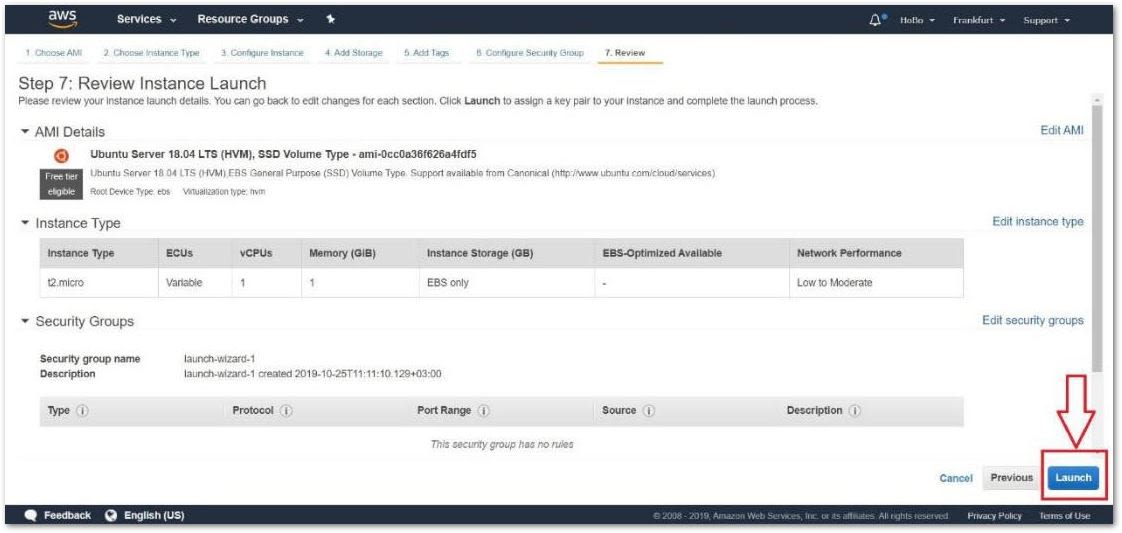 aws Services Resource Groups HoBo Frankfurt Support
1. Choose AMI 2. Choose Instance Type 3. Configure Instance 4. Add Storage 5. Add Tags 6. Configure Security Group 7. Review
Step 7: Review Instance Launch
Please review your instance launch details. You can go back to edit changes for each section. Click Launch to assign a key pair to your instance and complete the launch process.
AMI Details Edit AMI
Ubuntu Server 18.04 LTS (HVM), SSD Volume Type - ami-0cc0a36f626a4fdf5
Free tier eligible
Ubuntu Server 18.04 LTS (HVM),EBS General Purpose (SSD) Volume Type. Support available from Canonical (http://www.ubuntu.com/cloud/services).
Root Device Type: ebs Virtualization type: hvm
Instance Type Edit instance type
Instance Type ECUs vCPUs Memory (GiB) Instance Storage (GB) EBS-Optimized Available Network Performance
t2.micro Variable 1 1 EBS only - Low to Moderate
Security Groups Edit security groups
Security group name launch-wizard-1
Description launch-wizard-1 created 2019-10-25T11:11:10.129+03:00
Type Protocol Port Range Source Description
This security group has no rules
Cancel Previous Launch
Feedback English (US) © 2008 - 2019, Amazon Web Services, Inc. or its affiliates. All rights reserved. Privacy Policy Terms of Use